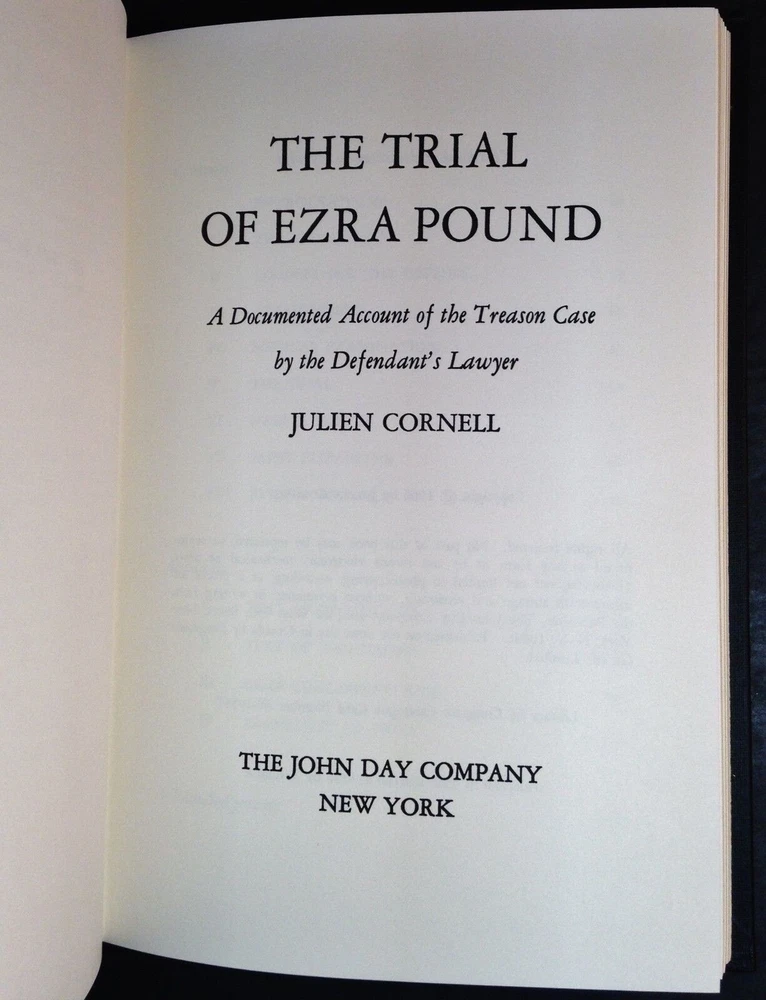 THE TRIAL
OF EZRA POUND
A Documented Account of the Treason Case
by the Defendant's Lawyer
JULIEN CORNELL
THE JOHN DAY COMPANY
NEW YORK